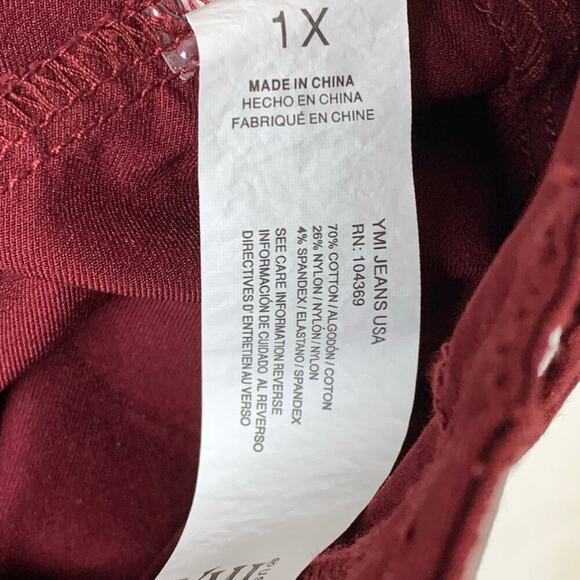 1X
MADE IN CHINA
HECHO EN CHINA
FABRIQUÉ EN CHINE
YMI JEANS USA
RN: 104369
70% COTTON/ALGODÓN/COTON
26% NYLON/NYLÓN/NYLON
4% SPANDEX/ELASTANO/SPANDEX
SEE CARE INFORMATION REVERSE
INFORMACIÓN DE CUIDADO AL REVERSO
DIRECTIVES D'ENTRETIEN AU VERSO